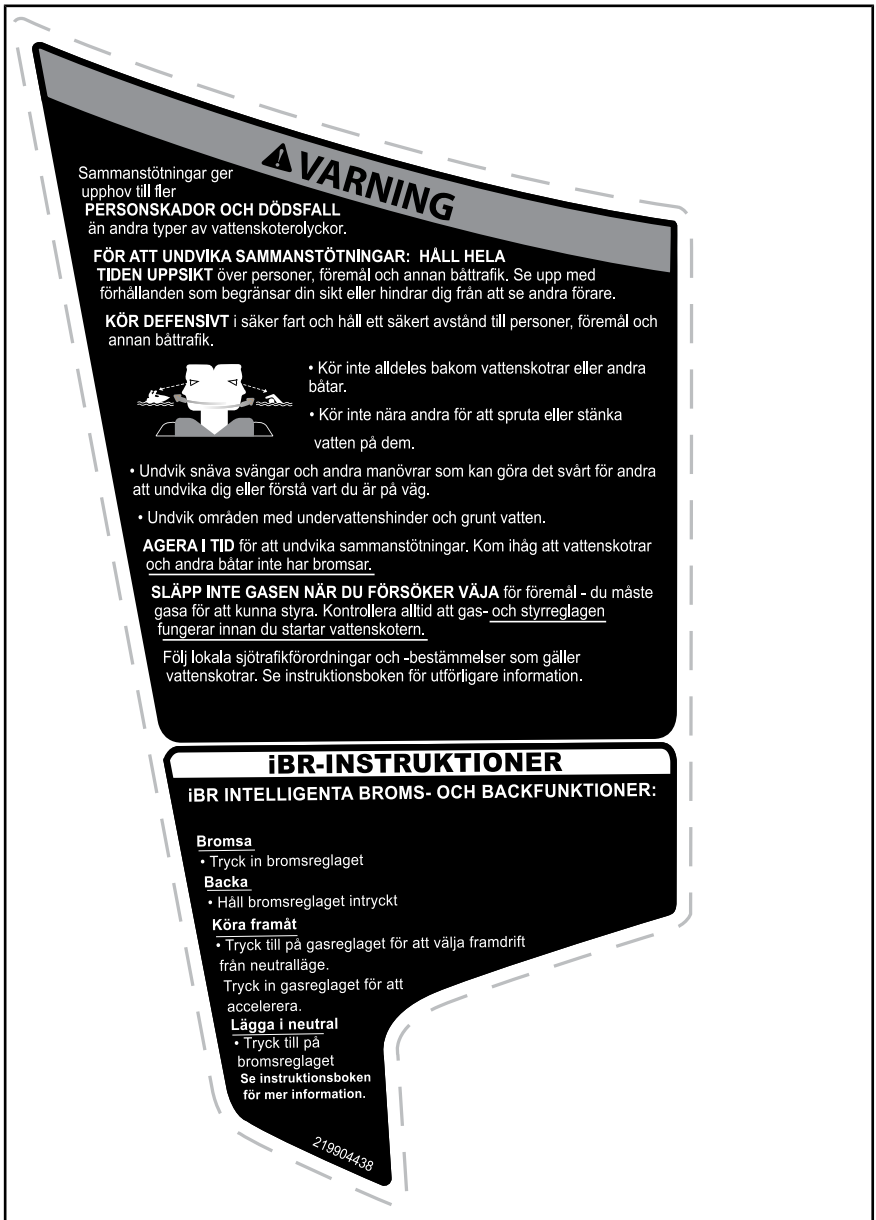 VARNING
Sammanstötningar ger
upphov till fler
PERSONSKADOR OCH DÖDSFALL
än andra typer av vattenskoterolyckor.
FÖR ATT UNDVIKA SAMMANSTÖTNINGAR: HÅLL HELA
TIDEN UPPSIKT över personer, föremål och annan båttrafik. Se upp med
förhållanden som begränsar din sikt eller hindrar dig från att se andra förare.
KÖR DEFENSIVT i säker fart och håll ett säkert avstånd till personer, föremål och
annan båttrafik.
• Kör inte alldeles bakom vattenskotrar eller andra
båtar.
• Kör inte nära andra för att spruta eller stänka
vatten på dem.
• Undvik snäva svängar och andra manövrar som kan göra det svårt för andra
att undvika dig eller förstå vart du är på väg.
• Undvik områden med undervattenshinder och grunt vatten.
AGERA I TID för att undvika sammanstötningar. Kom ihåg att vattenskotrar
och andra båtar inte har bromsar.
SLÄPP INTE GASEN NÄR DU FÖRSÖKER VÄJA för föremål - du måste
gasa för att kunna styra. Kontrollera alltid att gas- och styrreglagen
fungerar innan du startar vattenskotern.
Följ lokala sjötrafikförordningar och -bestämmelser som gäller
vattenskotrar. Se instruktionsboken för utförligare information.
iBR-INSTRUKTIONER
iBR INTELLIGENTA BROMS- OCH BACKFUNKTIONER:
Bromsa
• Tryck in bromsreglaget
Backa
• Håll bromsreglaget intryckt
Köra framåt
• Tryck till på gasreglaget för att välja framdrift
från neutralläge.
Tryck in gasreglaget för att
accelerera.
Lägga i neutral
• Tryck till på
bromsreglaget
Se instruktionsboken
för mer information.
219904438